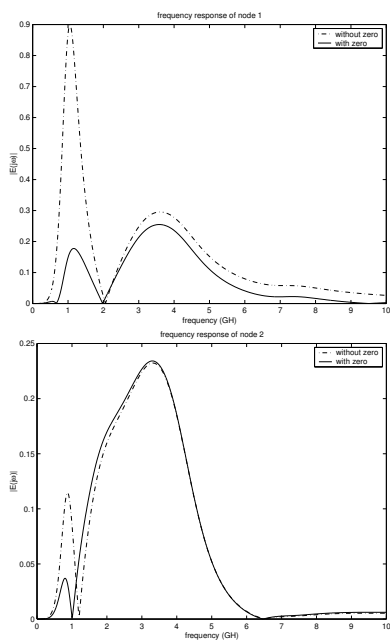 frequency response of node 1
0.9
0.8
0.7
0.6
0.5
0.4
0.3
0.2
0.1
0
|E(jω)|
without zero
with zero
0 1 2 3 4 5 6 7 8 9 10
frequency (GH)
frequency response of node 2
0.25
0.2
0.15
0.1
0.05
0
|E(jω)|
without zero
with zero
0 1 2 3 4 5 6 7 8 9 10
frequency (GH)